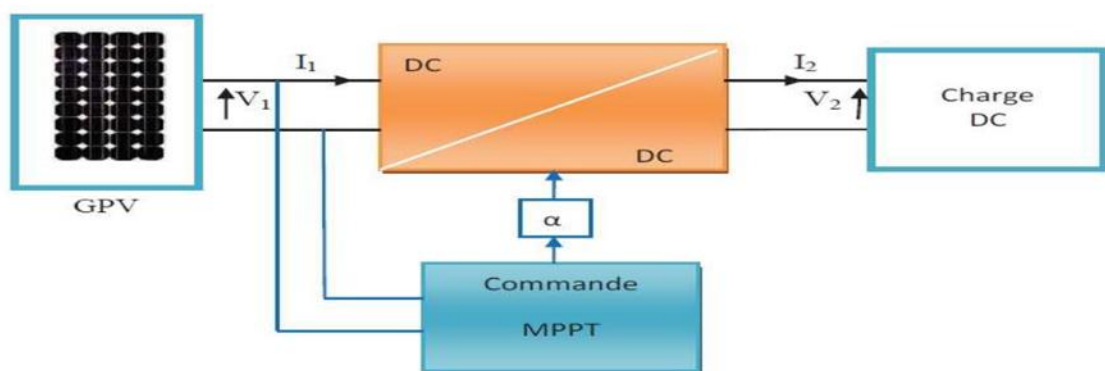 I₁
V₁
GPV
DC
DC
I₂
V₂
Charge
DC
α
Commande
MPPT